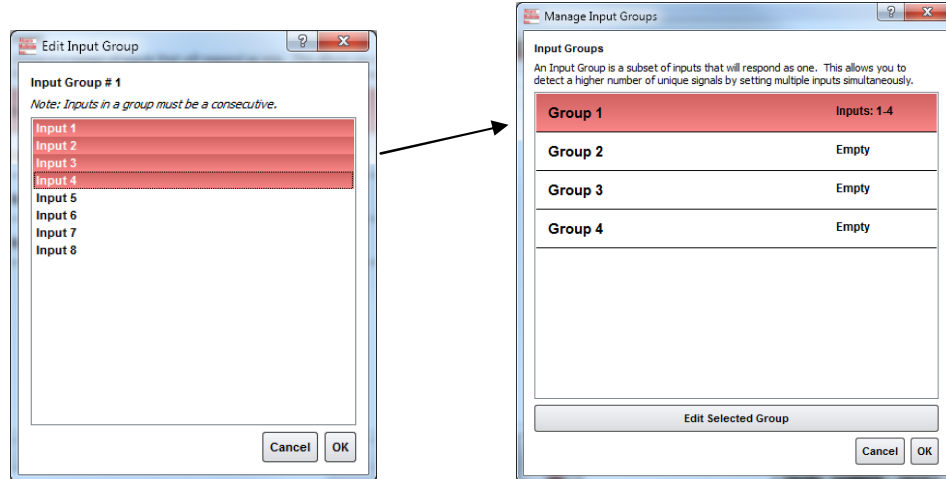 Edit Input Group
Input Group # 1
Note: Inputs in a group must be a consecutive.
Input 1
Input 2
Input 3
Input 4
Input 5
Input 6
Input 7
Input 8
Cancel
OK
Manage Input Groups
Input Groups
An Input Group is a subset of inputs that will respond as one. This allows you to
detect a higher number of unique signals by setting multiple inputs simultaneously.
Group 1 Inputs: 1-4
Group 2 Empty
Group 3 Empty
Group 4 Empty
Edit Selected Group
Cancel
OK